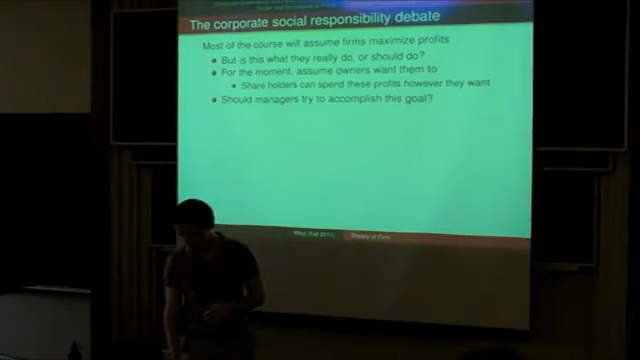 The corporate social responsibility debate
Most of the course will assume firms maximize profits
But is this what they really do, or should do?
For the moment, assume owners want them to
Share holders can spend these profits however they want
Should managers try to accomplish this goal?
(Fall 2011) Theory of Firm